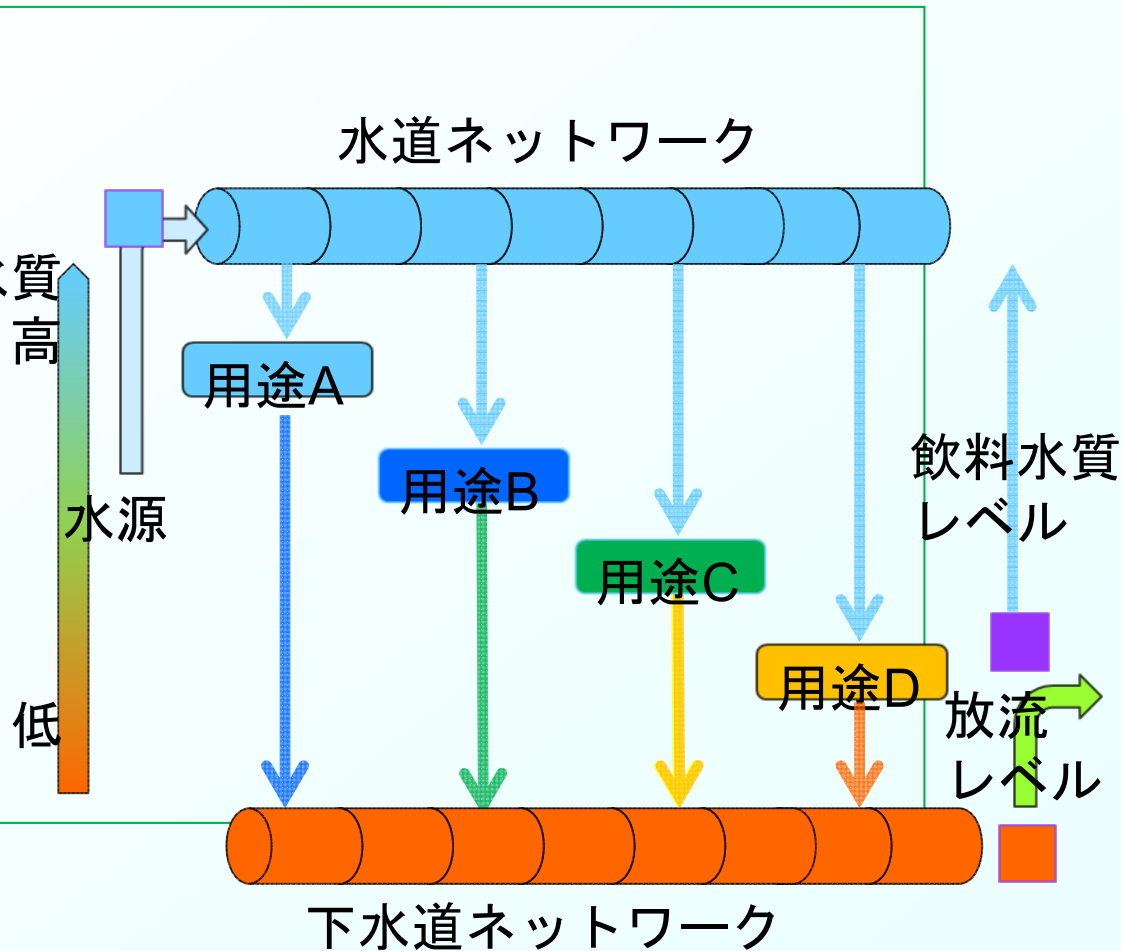 水道ネットワーク
質
高
用途A
用途B
飲料水質
レベル
水源
用途C
用途D
低
放流
レベル
下水道ネットワーク